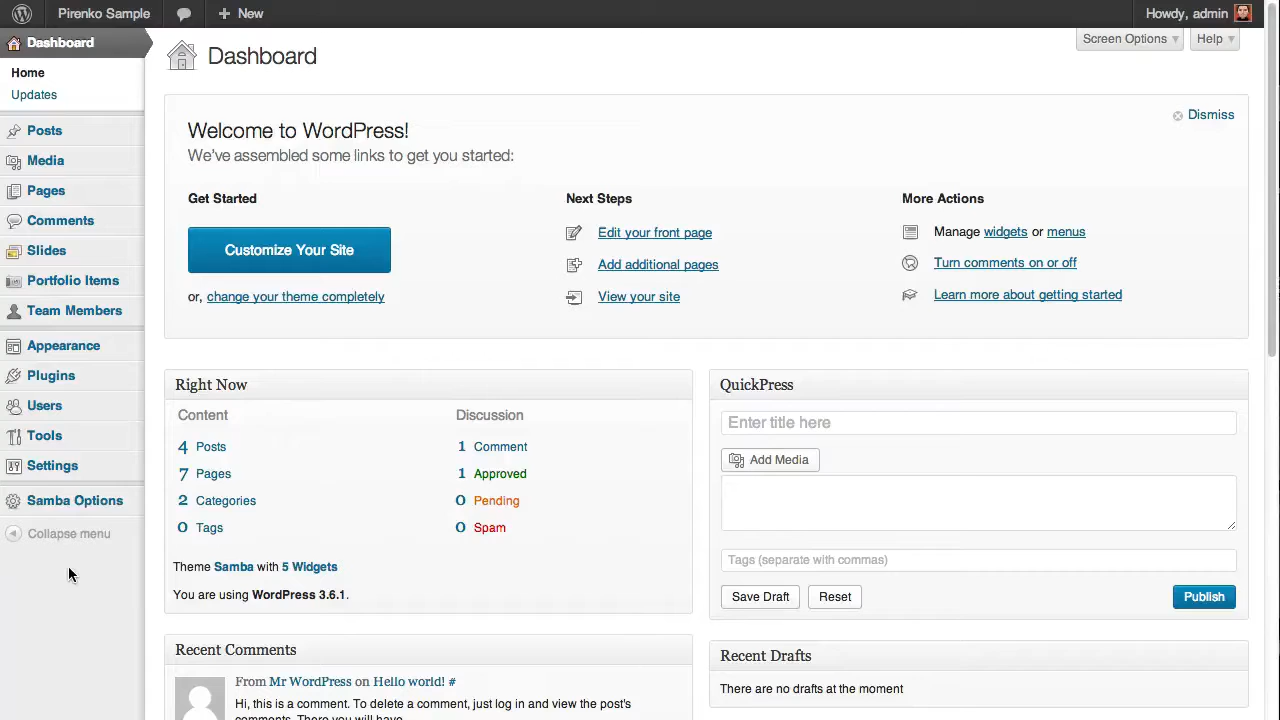 Pirenko Sample
New
Howdy, admin
Dashboard
Home
Updates
Posts
Media
Pages
Comments
Slides
Portfolio Items
Team Members
Appearance
Plugins
Users
Tools
Settings
Samba Options
Collapse menu
Screen Options
Help
Dashboard
Dismiss
Welcome to WordPress!
We've assembled some links to get you started:
Get Started
Customize Your Site
or, change your theme completely
Next Steps
Edit your front page
Add additional pages
View your site
More Actions
Manage widgets or menus
Turn comments on or off
Learn more about getting started
Right Now
Content
4 Posts
7 Pages
2 Categories
0 Tags
Discussion
1 Comment
1 Approved
0 Pending
0 Spam
Theme Samba with 5 Widgets
You are using WordPress 3.6.1.
Recent Comments
From Mr WordPress on Hello world! #
Hi, this is a comment. To delete a comment, just log in and view the post's
comments. There you will have
QuickPress
Enter title here
Add Media
Tags (separate with commas)
Save Draft
Reset
Publish
Recent Drafts
There are no drafts at the moment